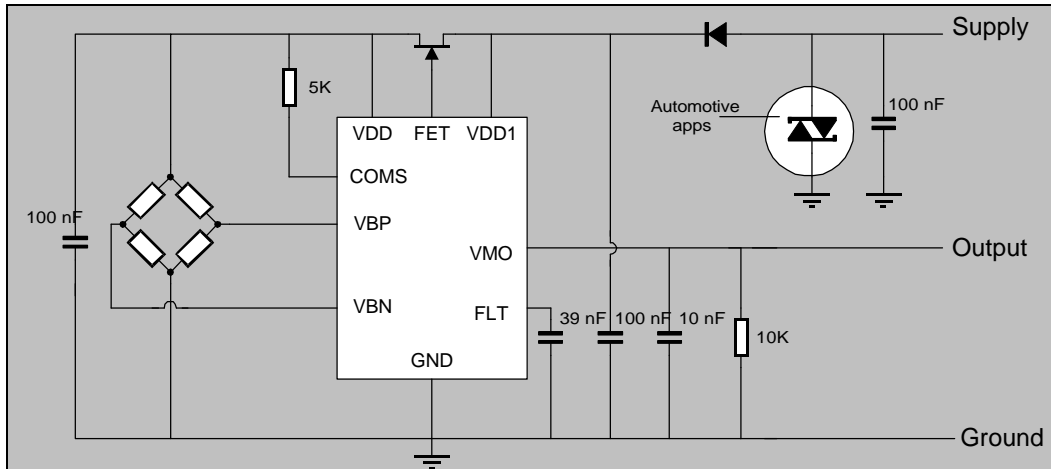 Supply
5K
VDD FET VDD1
Automotive
apps
100 nF
COMS
100 nF
VBP
VMO
Output
VBN
FLT
39 nF
100 nF
10 nF
10K
GND
Ground